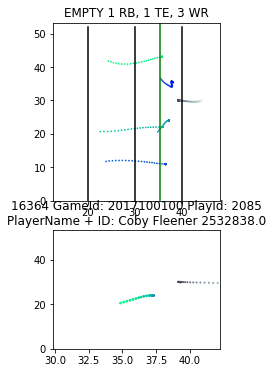 EMPTY 1 RB, 1 TE, 3 WR
50
40
30
20
10
0
20 30 40
16364 GameId: 2017100100 PlayId: 2085
PlayerName + ID: Coby Fleener 2532838.0
40
20
0
30.0 32.5 35.0 37.5 40.0